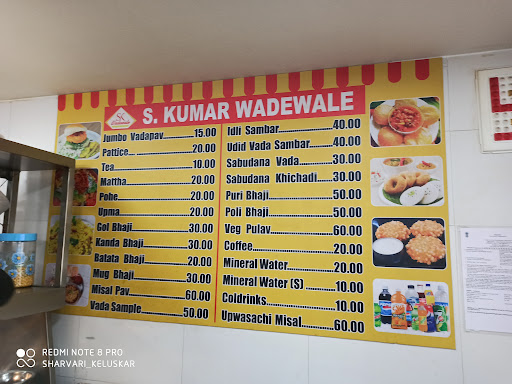 SK
S. KUMAR WADEWALE
Jumbo Vadapav 15.00
Pattice 20.00
Tea 10.00
Mattha 20.00
Pohe 20.00
Upma 20.00
Gol Bhaji 30.00
Kanda Bhaji 30.00
Batata Bhaji 20.00
Mug Bhaji 30.00
Misal Pav 60.00
Vada Sample 50.00
Idli Sambar 40.00
Udid Vada Sambar 40.00
Sabudana Vada 30.00
Sabudana Khichadi 30.00
Puri Bhaji 50.00
Poli Bhaji 50.00
Veg Pulav 60.00
Coffee 20.00
Mineral Water 20.00
Mineral Water (S) 10.00
Coldrinks 10.00
Upwasachi Misal 60.00
REDMI NOTE 8 PRO
SHARVARI_KELUSKAR